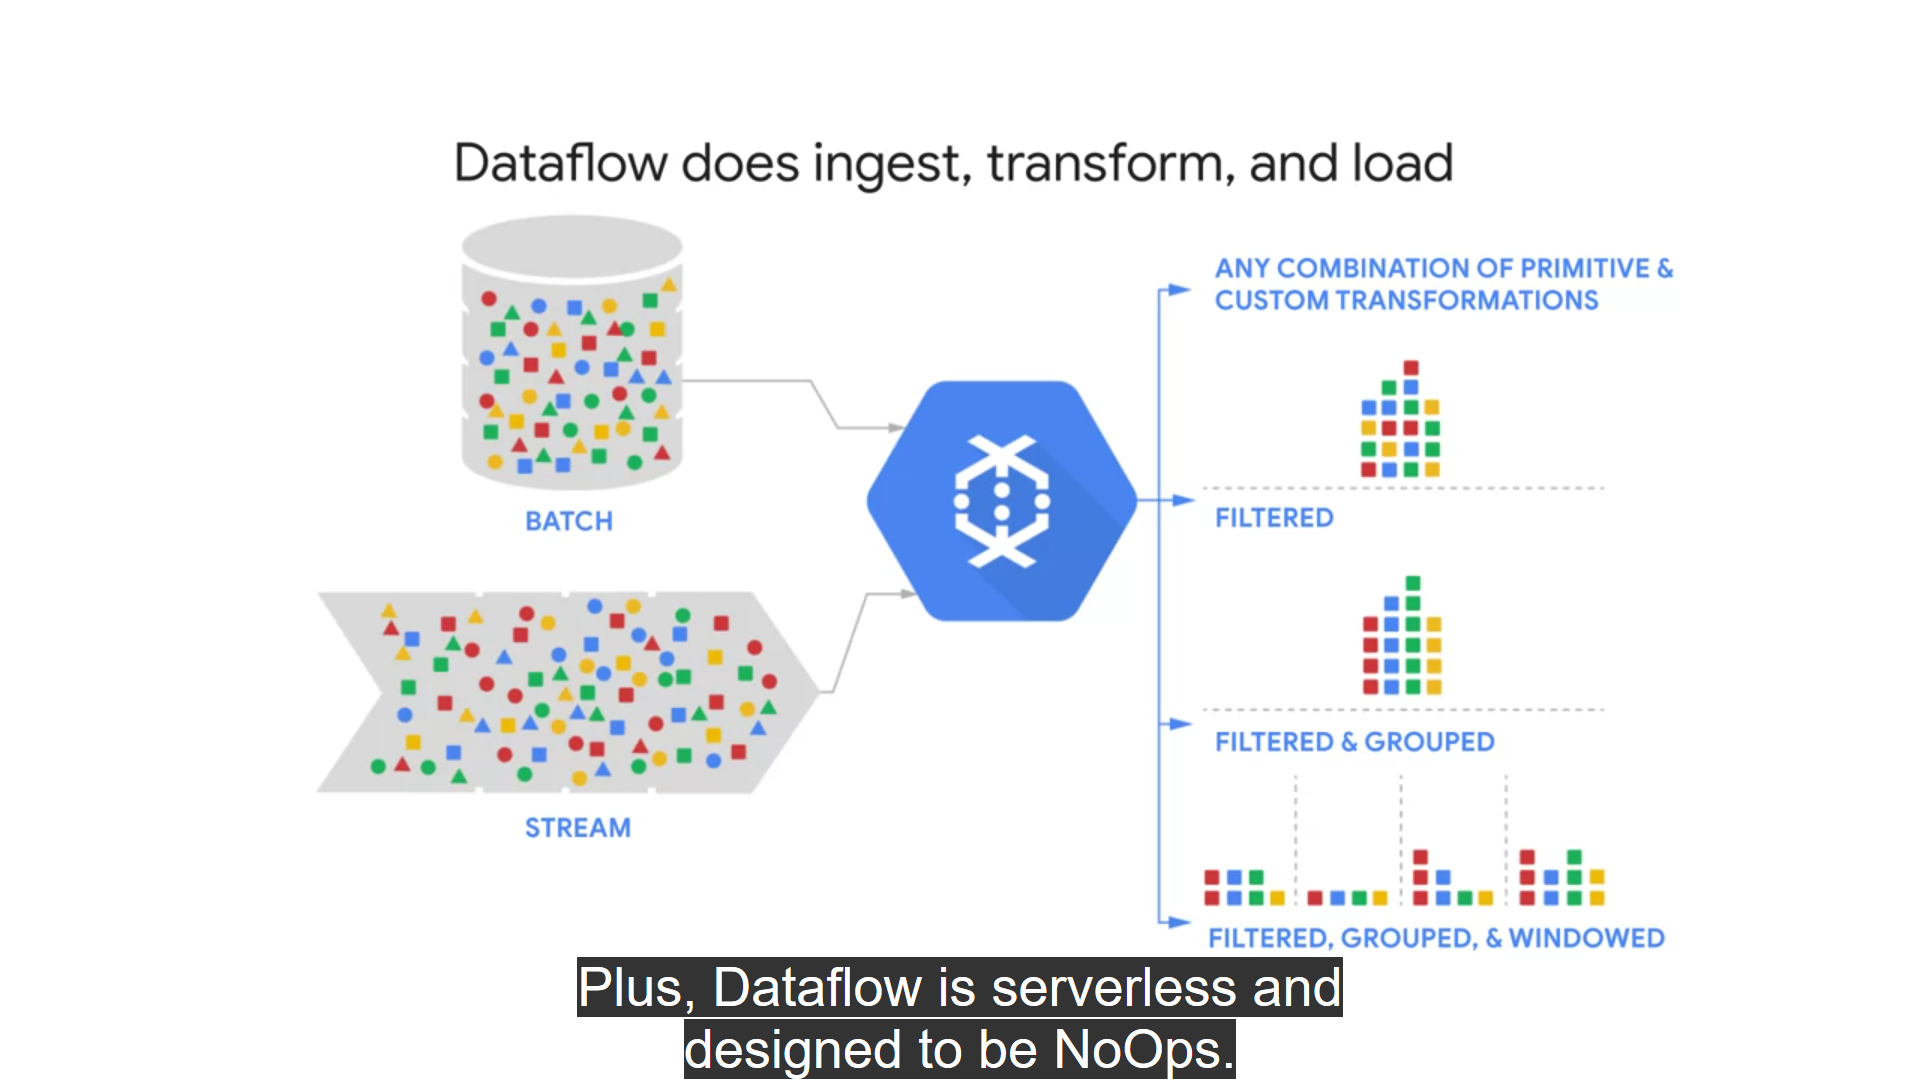 Dataflow does ingest, transform, and load
BATCH
STREAM
ANY COMBINATION OF PRIMITIVE &
CUSTOM TRANSFORMATIONS
FILTERED
FILTERED & GROUPED
FILTERED, GROUPED, & WINDOWED
Plus, Dataflow is serverless and
designed to be NoOps.